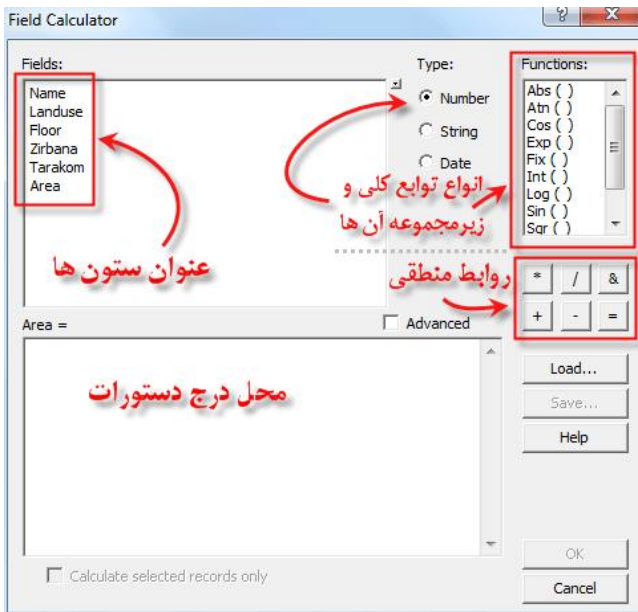 Field Calculator
?
X
Fields:
Type:
Functions:
Name
Landuse
Floor
Zirbana
Tarakom
Area
Number
String
Date
Abs ( )
Atn ( )
Cos ( )
Exp ( )
Fix ( )
Int ( )
Log ( )
Sin ( )
Sqr ( )
انواع توابع کلی و
زیرمجموعه آن ها
عنوان ستون ها
روابط منطقی
* / &
+ - =
Area =
Advanced
محل درج دستورات
Load...
Save...
Help
Calculate selected records only
OK
Cancel